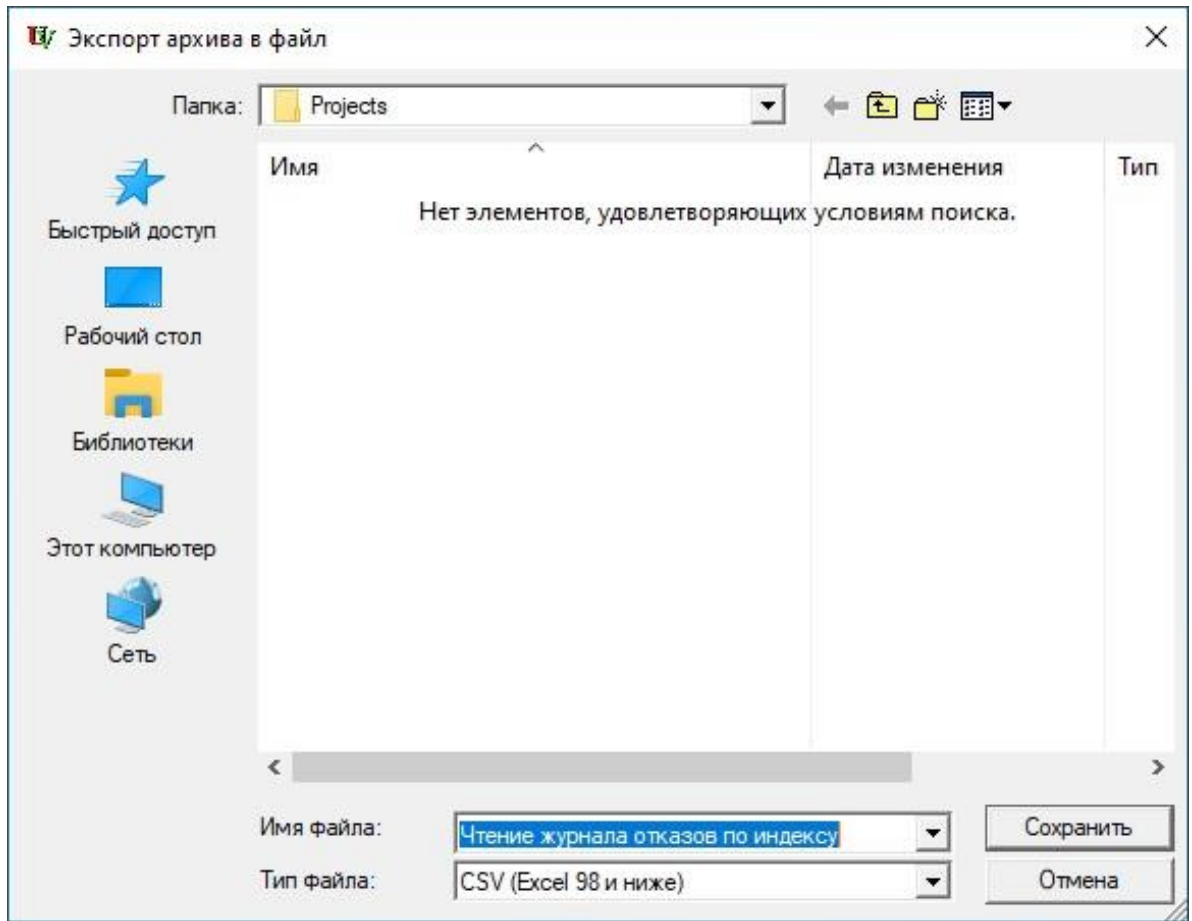 Экспорт архива в файл
Папка: Projects
Имя Дата изменения Тип
Нет элементов, удовлетворяющих условиям поиска.
Быстрый доступ
Рабочий стол
Библиотеки
Этот компьютер
Сеть
Имя файла: Чтение журнала отказов по индексу Сохранить
Тип файла: CSV (Excel 98 и ниже) Отмена